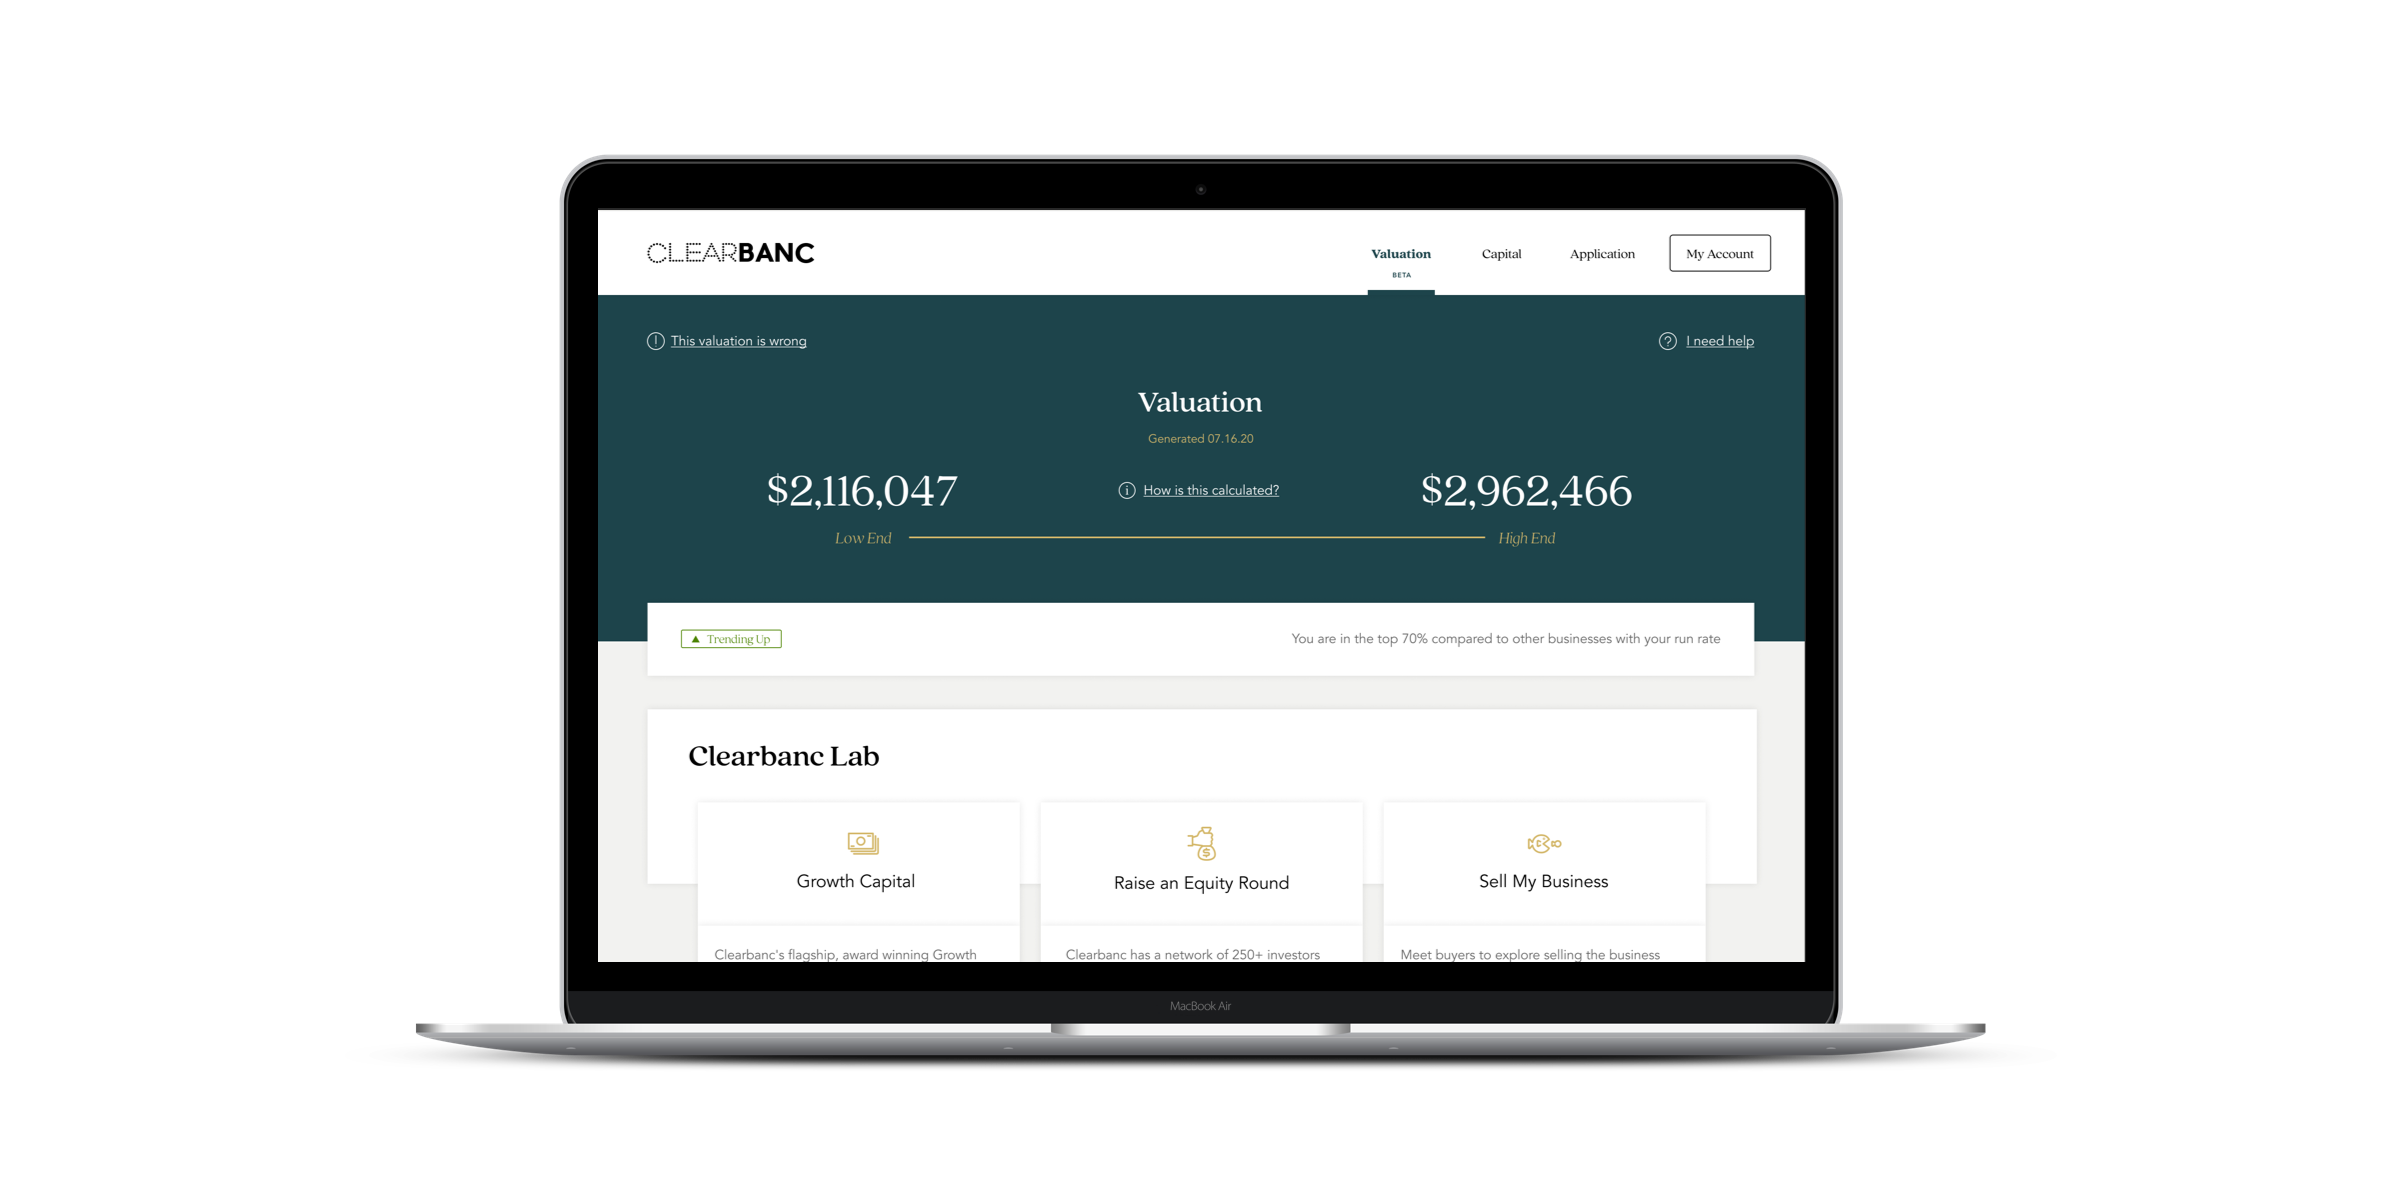 CLEARBANC
Valuation
BETA
Capital
Application
My Account
This valuation is wrong
I need help
Valuation
Generated 07.16.20
$2,116,047
How is this calculated?
$2,962,466
Low End
High End
Trending Up
You are in the top 70% compared to other businesses with your run rate
Clearbanc Lab
Growth Capital
Raise an Equity Round
Sell My Business
Clearbanc's flagship, award winning Growth
Clearbanc has a network of 250+ investors
Meet buyers to explore selling the business
MacBook Air